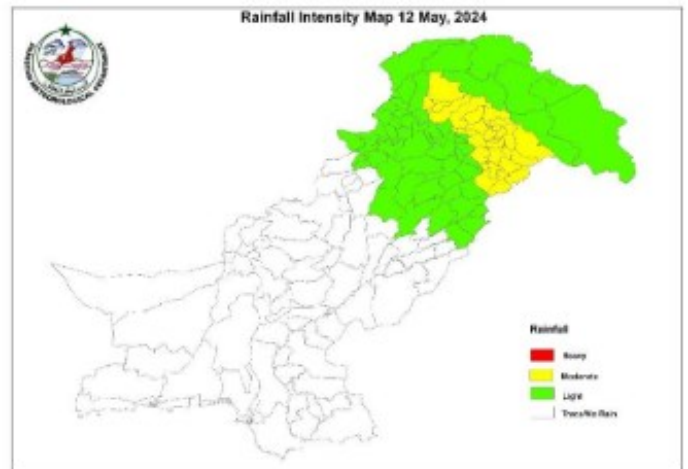 Rainfall Intensity Map 12 May, 2024
Rainfall
Heavy
Moderate
Light
Trace/No Rain